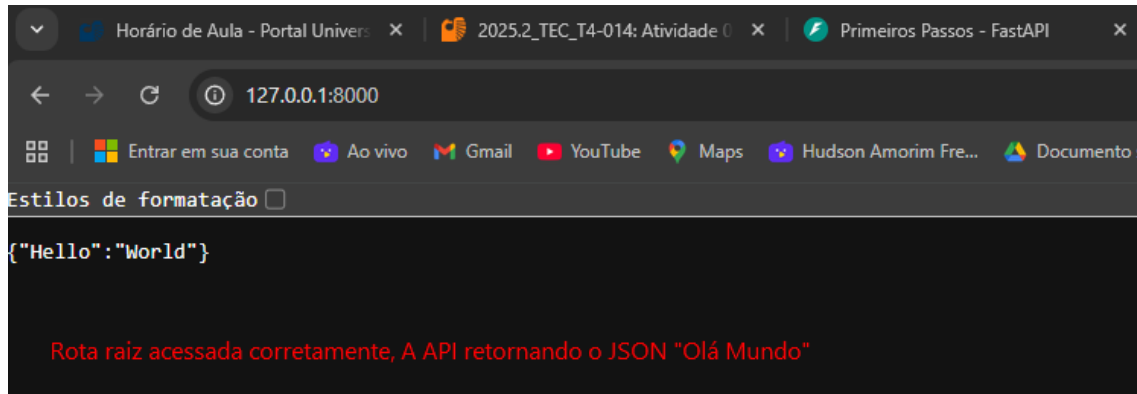 Horário de Aula - Portal Univers
2025.2_TEC_T4-014: Atividade 0
Primeiros Passos - FastAPI
127.0.0.1:8000
Entrar em sua conta Ao vivo Gmail YouTube Maps Hudson Amorim Fre... Documento
Estilos de formatação
{"Hello":"World"}
Rota raiz acessada corretamente, A API retornando o JSON "Olá Mundo"